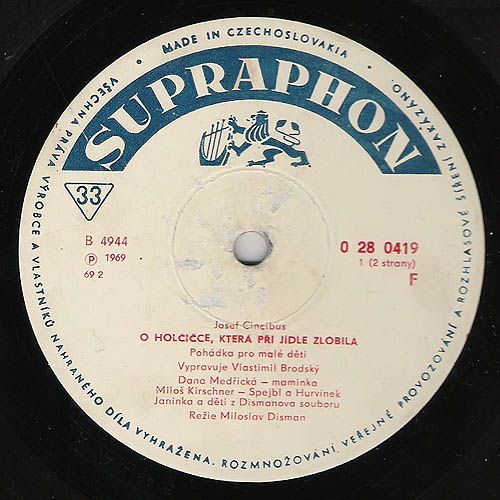 MADE IN CZECHOSLOVAKIA
SUPRAPHON
33
B 4944
℗ 1969
69 2
0 28 0419
1 (2 strany)
F
Josef Cincibus
O HOLČIČCE, KTERÁ PŘI JÍDLE ZLOBILA
Pohádka pro malé děti
Vypravuje Vlastimil Brodský
Dana Medřická — maminka
Miloš Kirschner — Spejbl a Hurvínek
Janinka a děti z Dismanova souboru
Režie Miloslav Disman
VŠECHNA PRÁVA VÝROBCE A VLASTNÍKŮ NAHRANÉHO DÍLA VYHRAŽENA. ROZMNOŽOVÁNÍ, VEŘEJNÉ PROVOZOVÁNÍ A ROZHLASOVÉ ŠÍŘENÍ ZAKÁZÁNO.